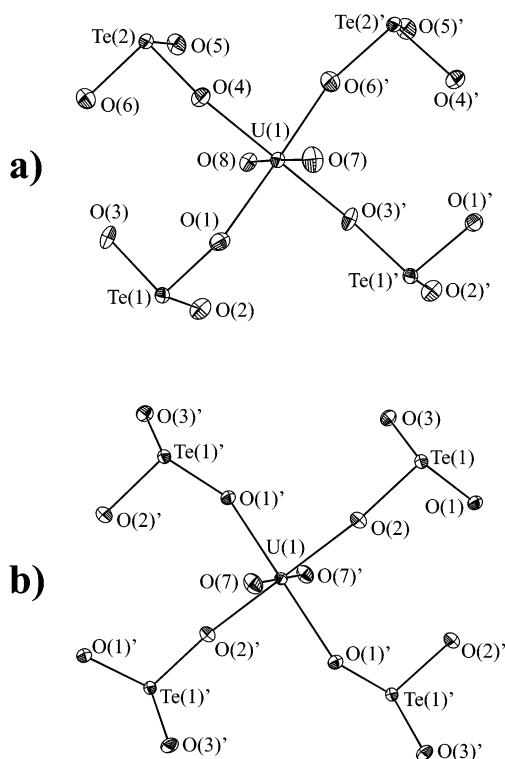 Te(2)’
Te(2) O(5) O(5)’
O(6) O(4) O(6)’ O(4)’
U(1)
a) O(8) O(7)
O(3) O(1) O(3)’ O(1)’
Te(1) O(2) Te(1)’ O(2)’
O(3)’ O(3)
Te(1)’ Te(1)
O(2)’ O(1)’ O(2) O(1)
U(1)
b) O(7) O(7)’
O(1)’ O(2)’ O(1)’ O(2)’
Te(1)’ Te(1)’
O(3)’ O(3)’